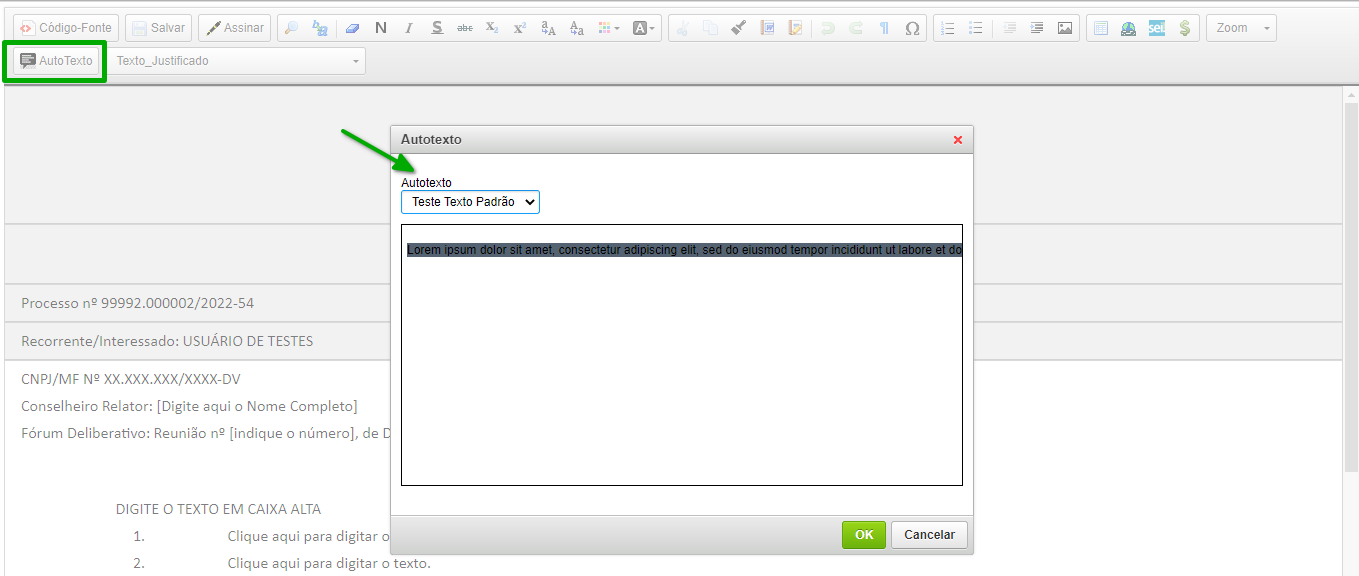 Código-Fonte Salvar Assinar N I S abc X₂ X² Zoom
AutoTexto Texto_Justificado
Autotexto
Autotexto
Teste Texto Padrão
Lorem ipsum dolor sit amet, consectetur adipiscing elit, sed do eiusmod tempor incididunt ut labore et do
Processo nº 99992.000002/2022-54
Recorrente/Interessado: USUÁRIO DE TESTES
CNPJ/MF Nº XX.XXX.XXX/XXXX-DV
Conselheiro Relator: [Digite aqui o Nome Completo]
Fórum Deliberativo: Reunião nº [indique o número], de D
DIGITE O TEXTO EM CAIXA ALTA
1. Clique aqui para digitar o
OK Cancelar
2. Clique aqui para digitar o texto.